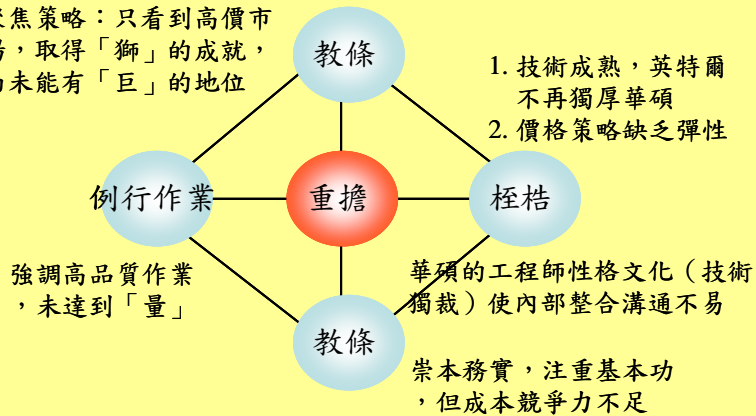 焦策略：只看到高價市
，取得「獅」的成就，
未能有「巨」的地位
教條
1. 技術成熟，英特爾
不再獨厚華碩
2. 價格策略缺乏彈性
例行作業
重擔
桎梏
強調高品質作業
，未達到「量」
華碩的工程師性格文化（技術
獨裁）使內部整合溝通不易
教條
崇本務實，注重基本功
，但成本競爭力不足